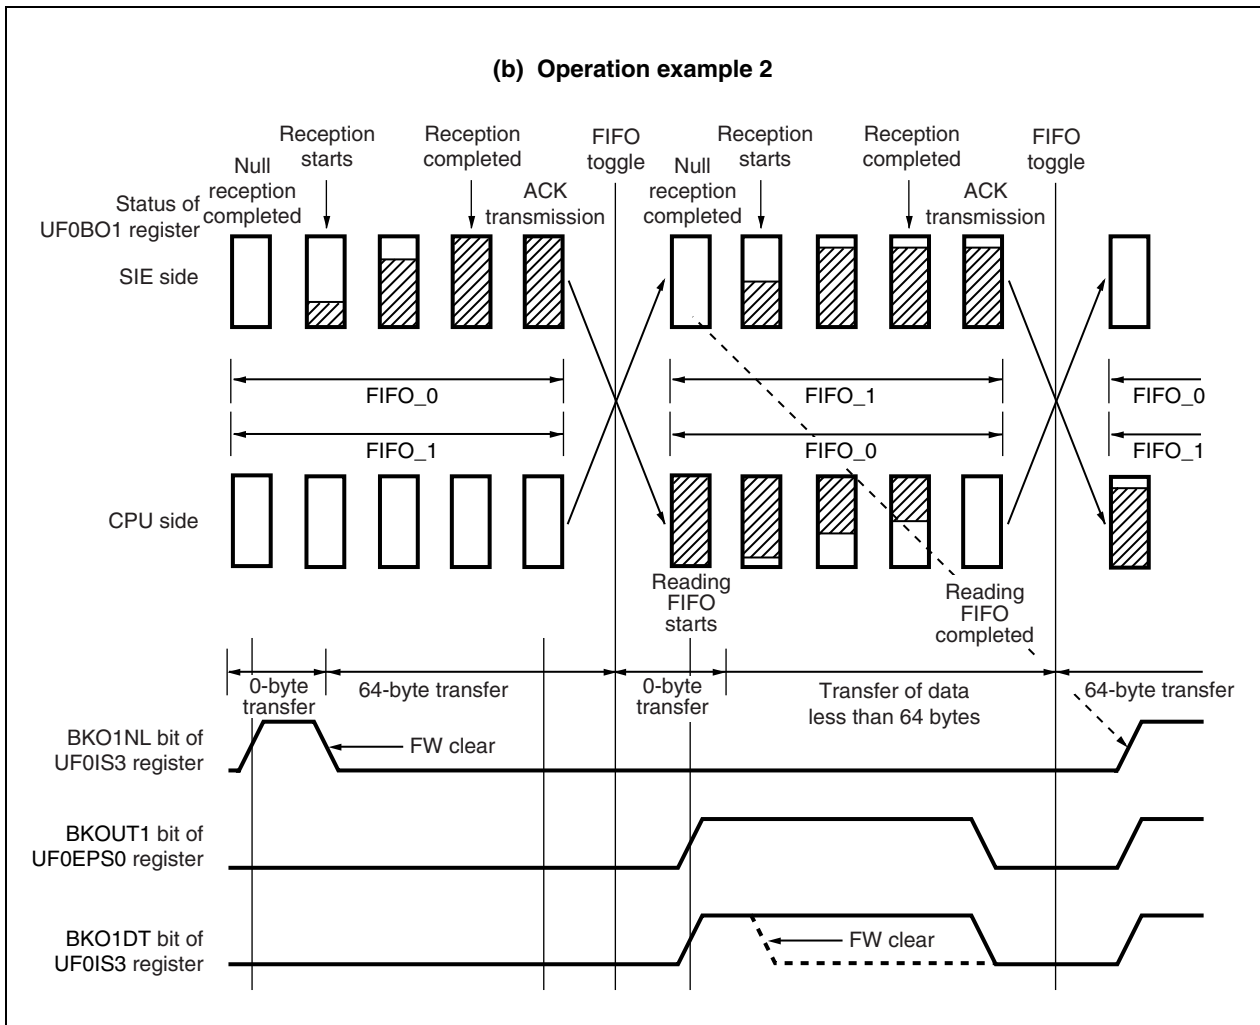 (b) Operation example 2
Status of
UF0BO1 register
SIE side
Null
reception
completed
Reception
starts
Reception
completed
ACK
transmission
FIFO
toggle
Null
reception
completed
Reception
starts
Reception
completed
ACK
transmission
FIFO
toggle
FIFO_0
FIFO_1
FIFO_0
FIFO_1
FIFO_0
FIFO_1
CPU side
Reading
FIFO
starts
Reading
FIFO
completed
0-byte
transfer
64-byte transfer
0-byte
transfer
Transfer of data
less than 64 bytes
64-byte transfer
BKO1NL bit of
UF0IS3 register
FW clear
BKOUT1 bit of
UF0EPS0 register
BKO1DT bit of
UF0IS3 register
FW clear